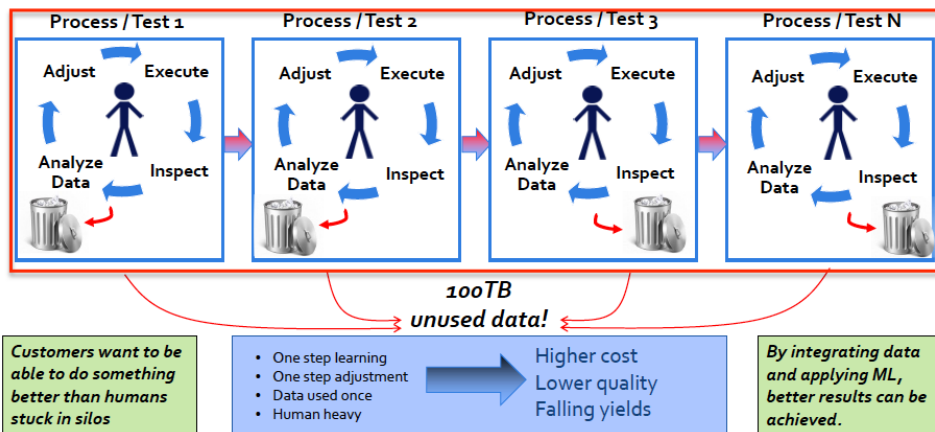 Process / Test 1
Process / Test 2
Process / Test 3
Process / Test N
Adjust
Execute
Analyze
Data
Inspect
Adjust
Execute
Analyze
Data
Inspect
Adjust
Execute
Analyze
Data
Inspect
Adjust
Execute
Analyze
Data
Inspect
100TB
unused data!
Customers want to be
able to do something
better than humans
stuck in silos
• One step learning
• One step adjustment
• Data used once
• Human heavy
Higher cost
Lower quality
Falling yields
By integrating data
and applying ML,
better results can be
achieved.